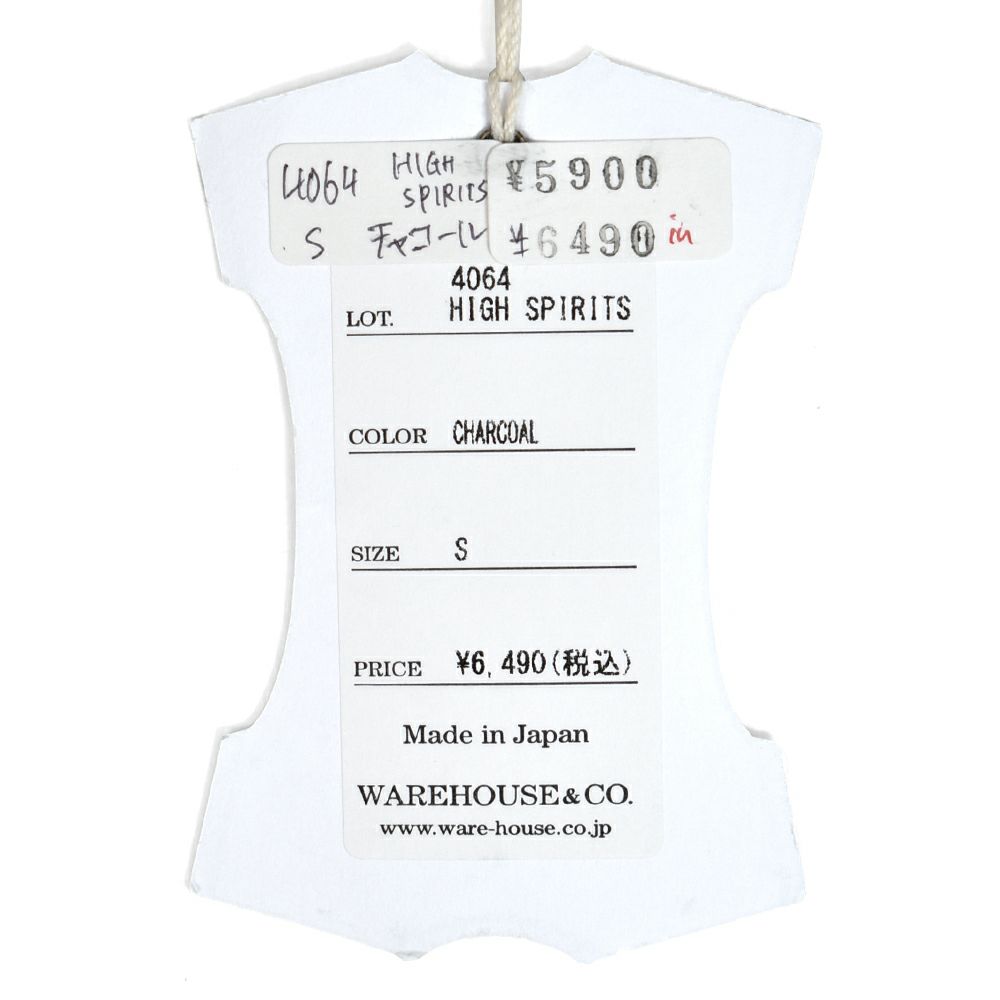 4064 HIGH SPIRITS
S チャコール
¥5900
¥6490 in
4064
LOT. HIGH SPIRITS
COLOR CHARCOAL
SIZE S
PRICE ¥6,490(税込)
Made in Japan
WAREHOUSE & CO.
www.ware-house.co.jp